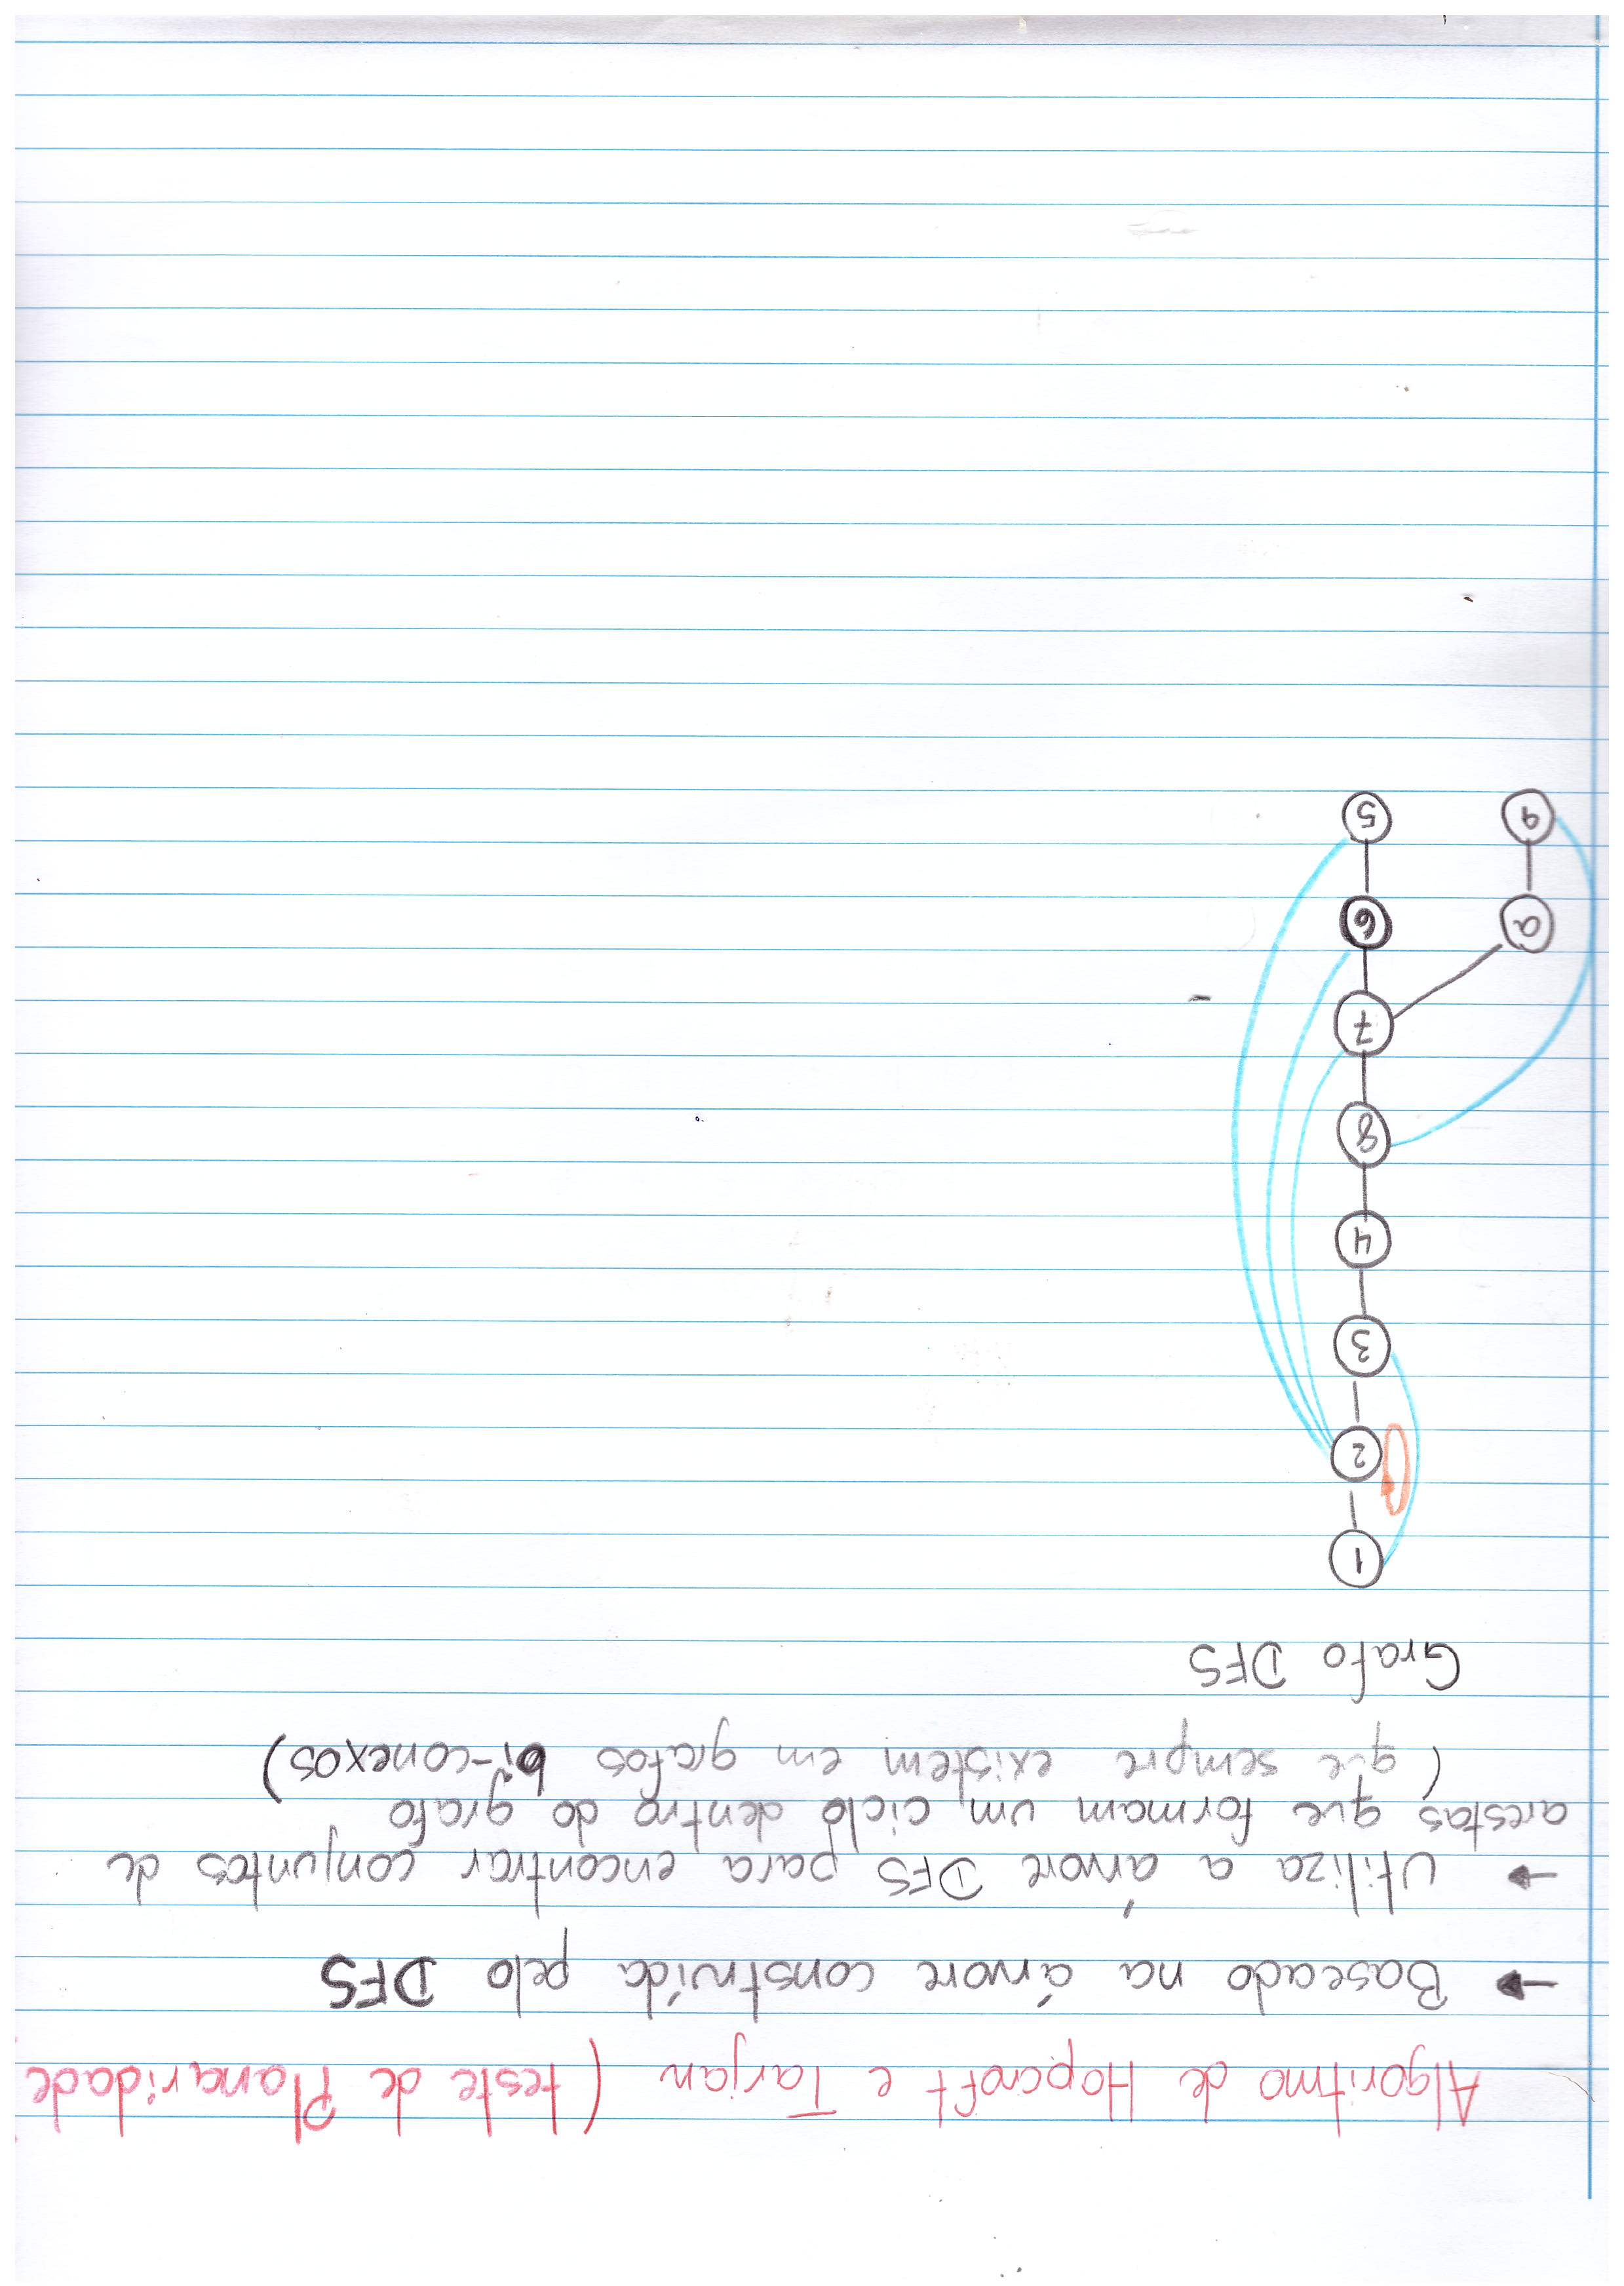 Algoritmo de Hopcroft e Tarjan (teste de Planaridade)
→ Baseado na árvore construída pelo DFS
→ Utiliza a árvore DFS para encontrar conjuntos de
arestas que formam um ciclo dentro do grafo
(que sempre existem em grafos bi-conexos)
Grafo DFS
1
2
3
4
8
7
a 6
9 5